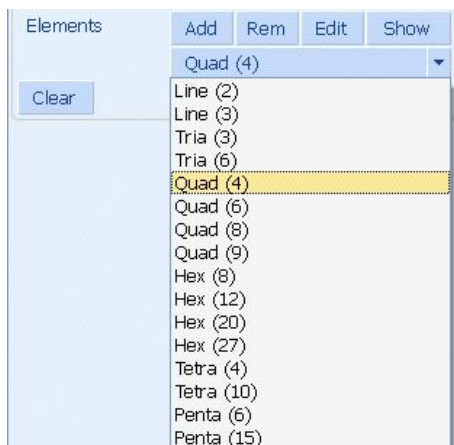 Elements Add Rem Edit Show
Quad (4)
Clear
Line (2)
Line (3)
Tria (3)
Tria (6)
Quad (4)
Quad (6)
Quad (8)
Quad (9)
Hex (8)
Hex (12)
Hex (20)
Hex (27)
Tetra (4)
Tetra (10)
Penta (6)
Penta (15)